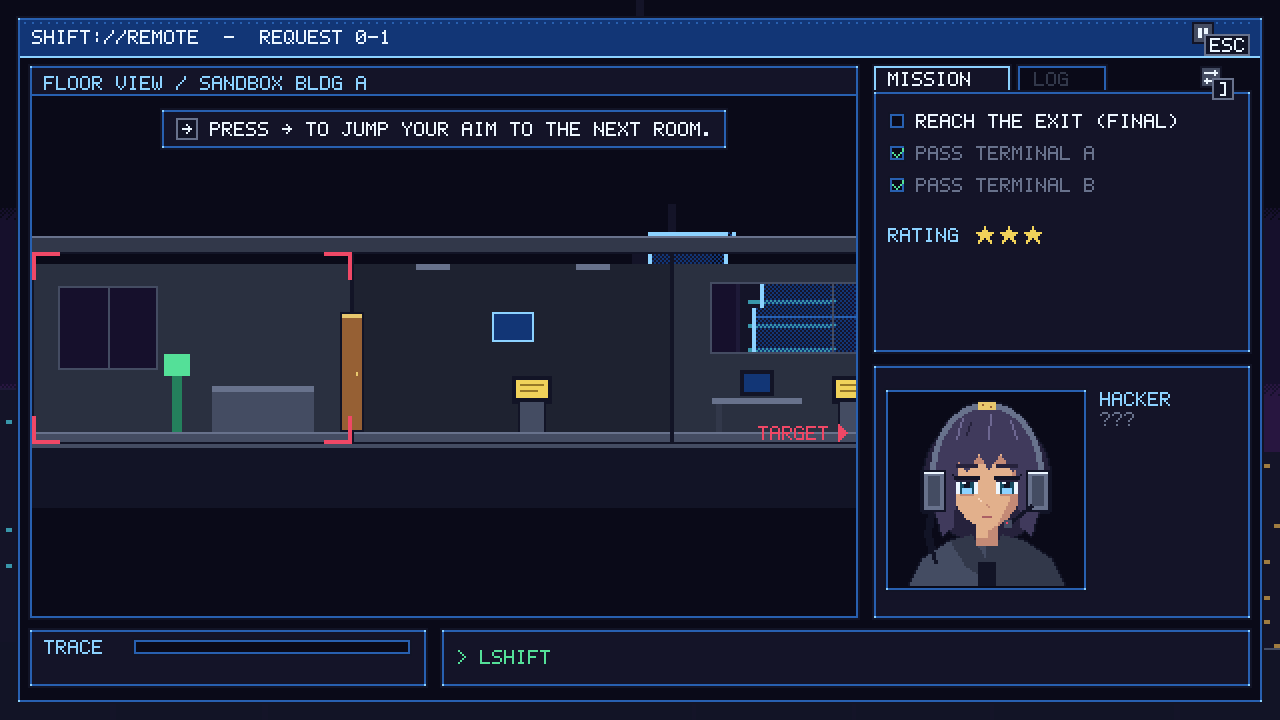 SHIFT://REMOTE - REQUEST 0-1
ESC
FLOOR VIEW / SANDBOX BLDG A
MISSION
LOG
]
→ PRESS → TO JUMP YOUR AIM TO THE NEXT ROOM.
REACH THE EXIT (FINAL)
PASS TERMINAL A
PASS TERMINAL B
RATING ★★★
TARGET
HACKER
???
TRACE
> LSHIFT